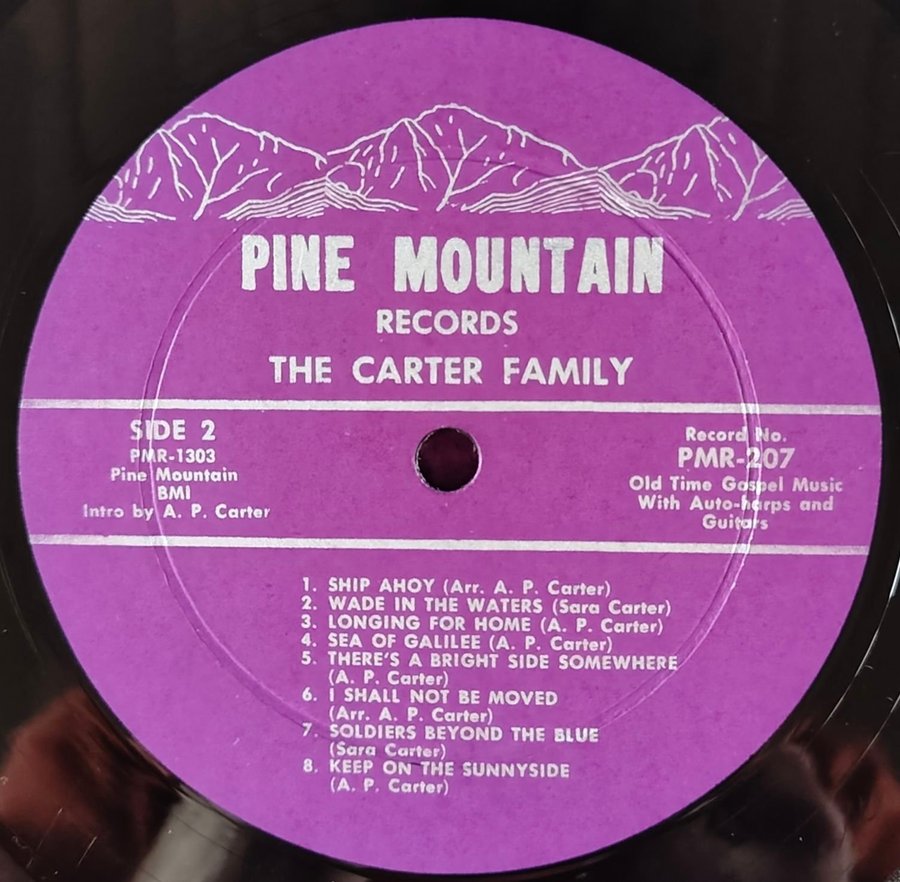 PINE MOUNTAIN
RECORDS
THE CARTER FAMILY
SIDE 2
PMR-1303
Pine Mountain
BMI
Intro by A. P. Carter
Record No.
PMR-207
Old Time Gospel Music
With Auto-harps and
Guitars
1. SHIP AHOY (Arr. A. P. Carter)
2. WADE IN THE WATERS (Sara Carter)
3. LONGING FOR HOME (A. P. Carter)
4. SEA OF GALILEE (A. P. Carter)
5. THERE'S A BRIGHT SIDE SOMEWHERE
(A. P. Carter)
6. I SHALL NOT BE MOVED
(Arr. A. P. Carter)
7. SOLDIERS BEYOND THE BLUE
(Sara Carter)
8. KEEP ON THE SUNNYSIDE
(A. P. Carter)